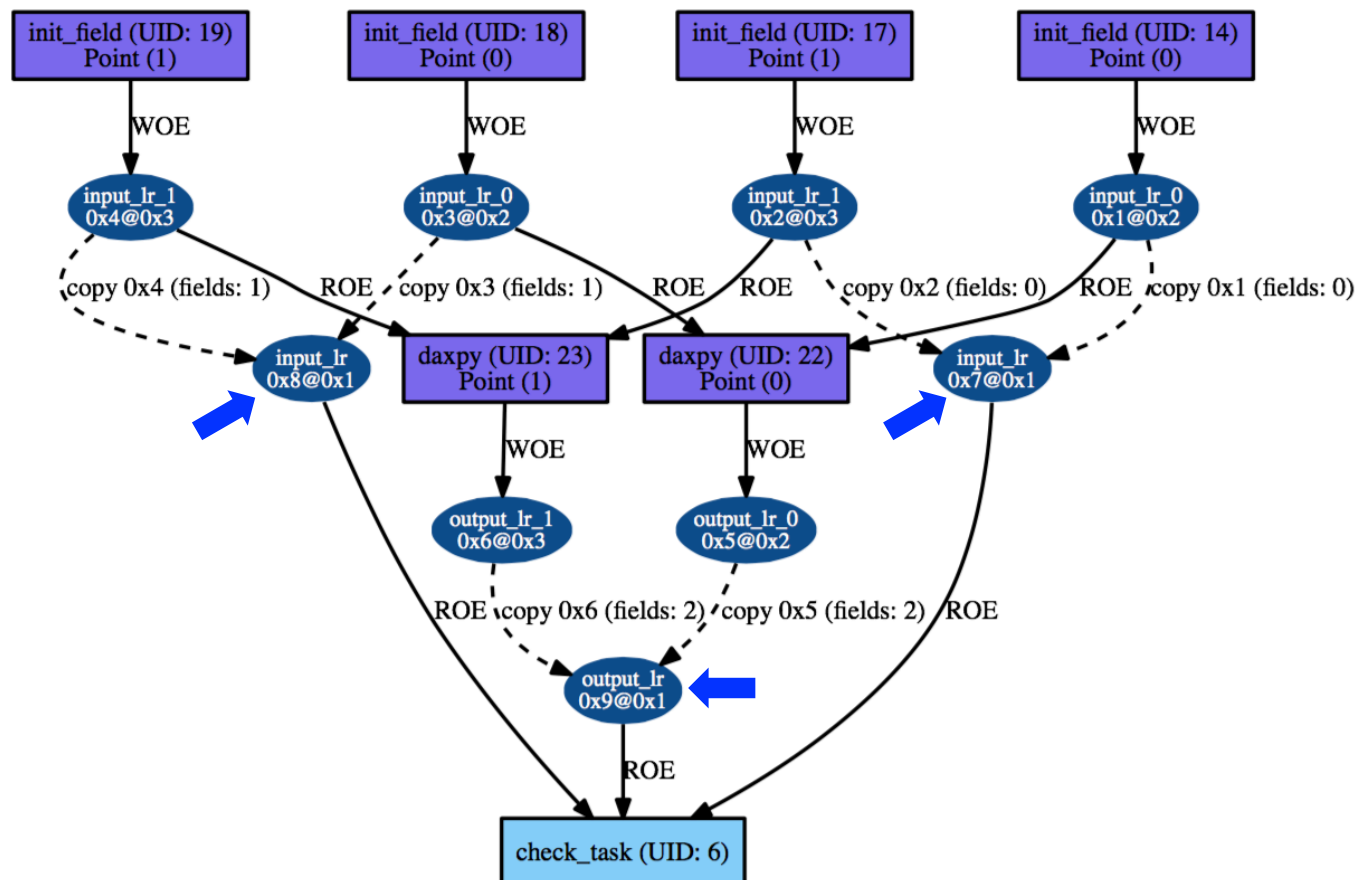 init_field (UID: 19)
Point (1)
init_field (UID: 18)
Point (0)
init_field (UID: 17)
Point (1)
init_field (UID: 14)
Point (0)
WOE
WOE
WOE
WOE
input_lr_1
0x4@0x3
input_lr_0
0x3@0x2
input_lr_1
0x2@0x3
input_lr_0
0x1@0x2
copy 0x4 (fields: 1)
ROE
copy 0x3 (fields: 1)
ROE
ROE
copy 0x2 (fields: 0)
ROE
copy 0x1 (fields: 0)
input_lr
0x8@0x1
daxpy (UID: 23)
Point (1)
daxpy (UID: 22)
Point (0)
input_lr
0x7@0x1
WOE
WOE
output_lr_1
0x6@0x3
output_lr_0
0x5@0x2
ROE
copy 0x6 (fields: 2)
copy 0x5 (fields: 2)
ROE
output_lr
0x9@0x1
ROE
check_task (UID: 6)